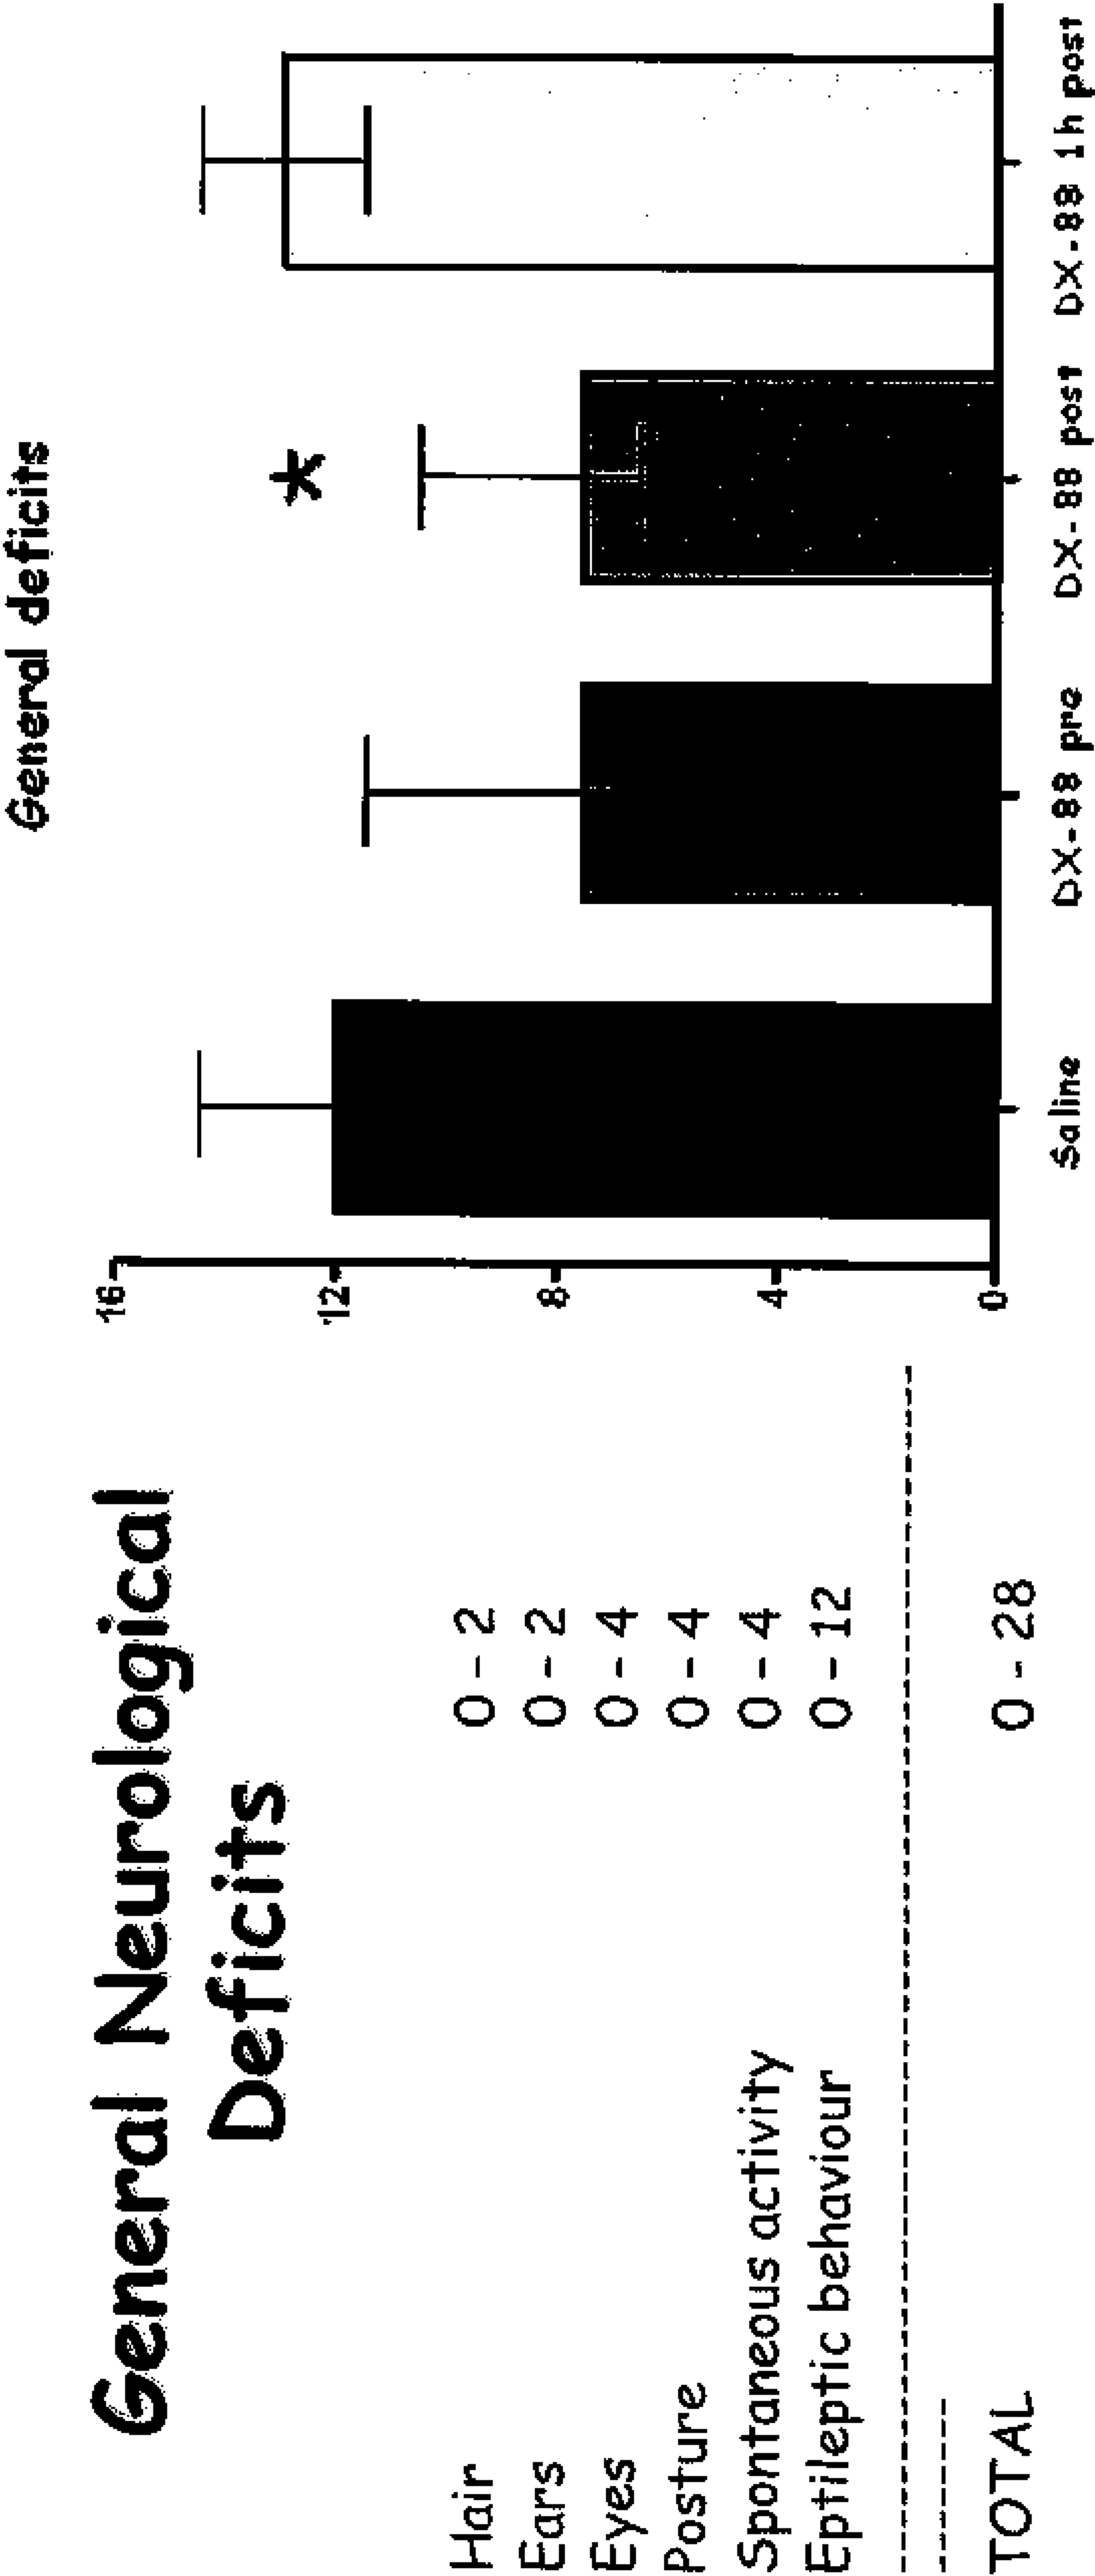 General Neurological
Deficits
Hair 0 - 2
Ears 0 - 2
Eyes 0 - 4
Posture 0 - 4
Spontaneous activity 0 - 4
Eptileptic behaviour 0 - 12
TOTAL 0 - 28
General deficits
16
12
8
4
0
*
Saline DX-88 pre DX-88 post DX-88 1h post